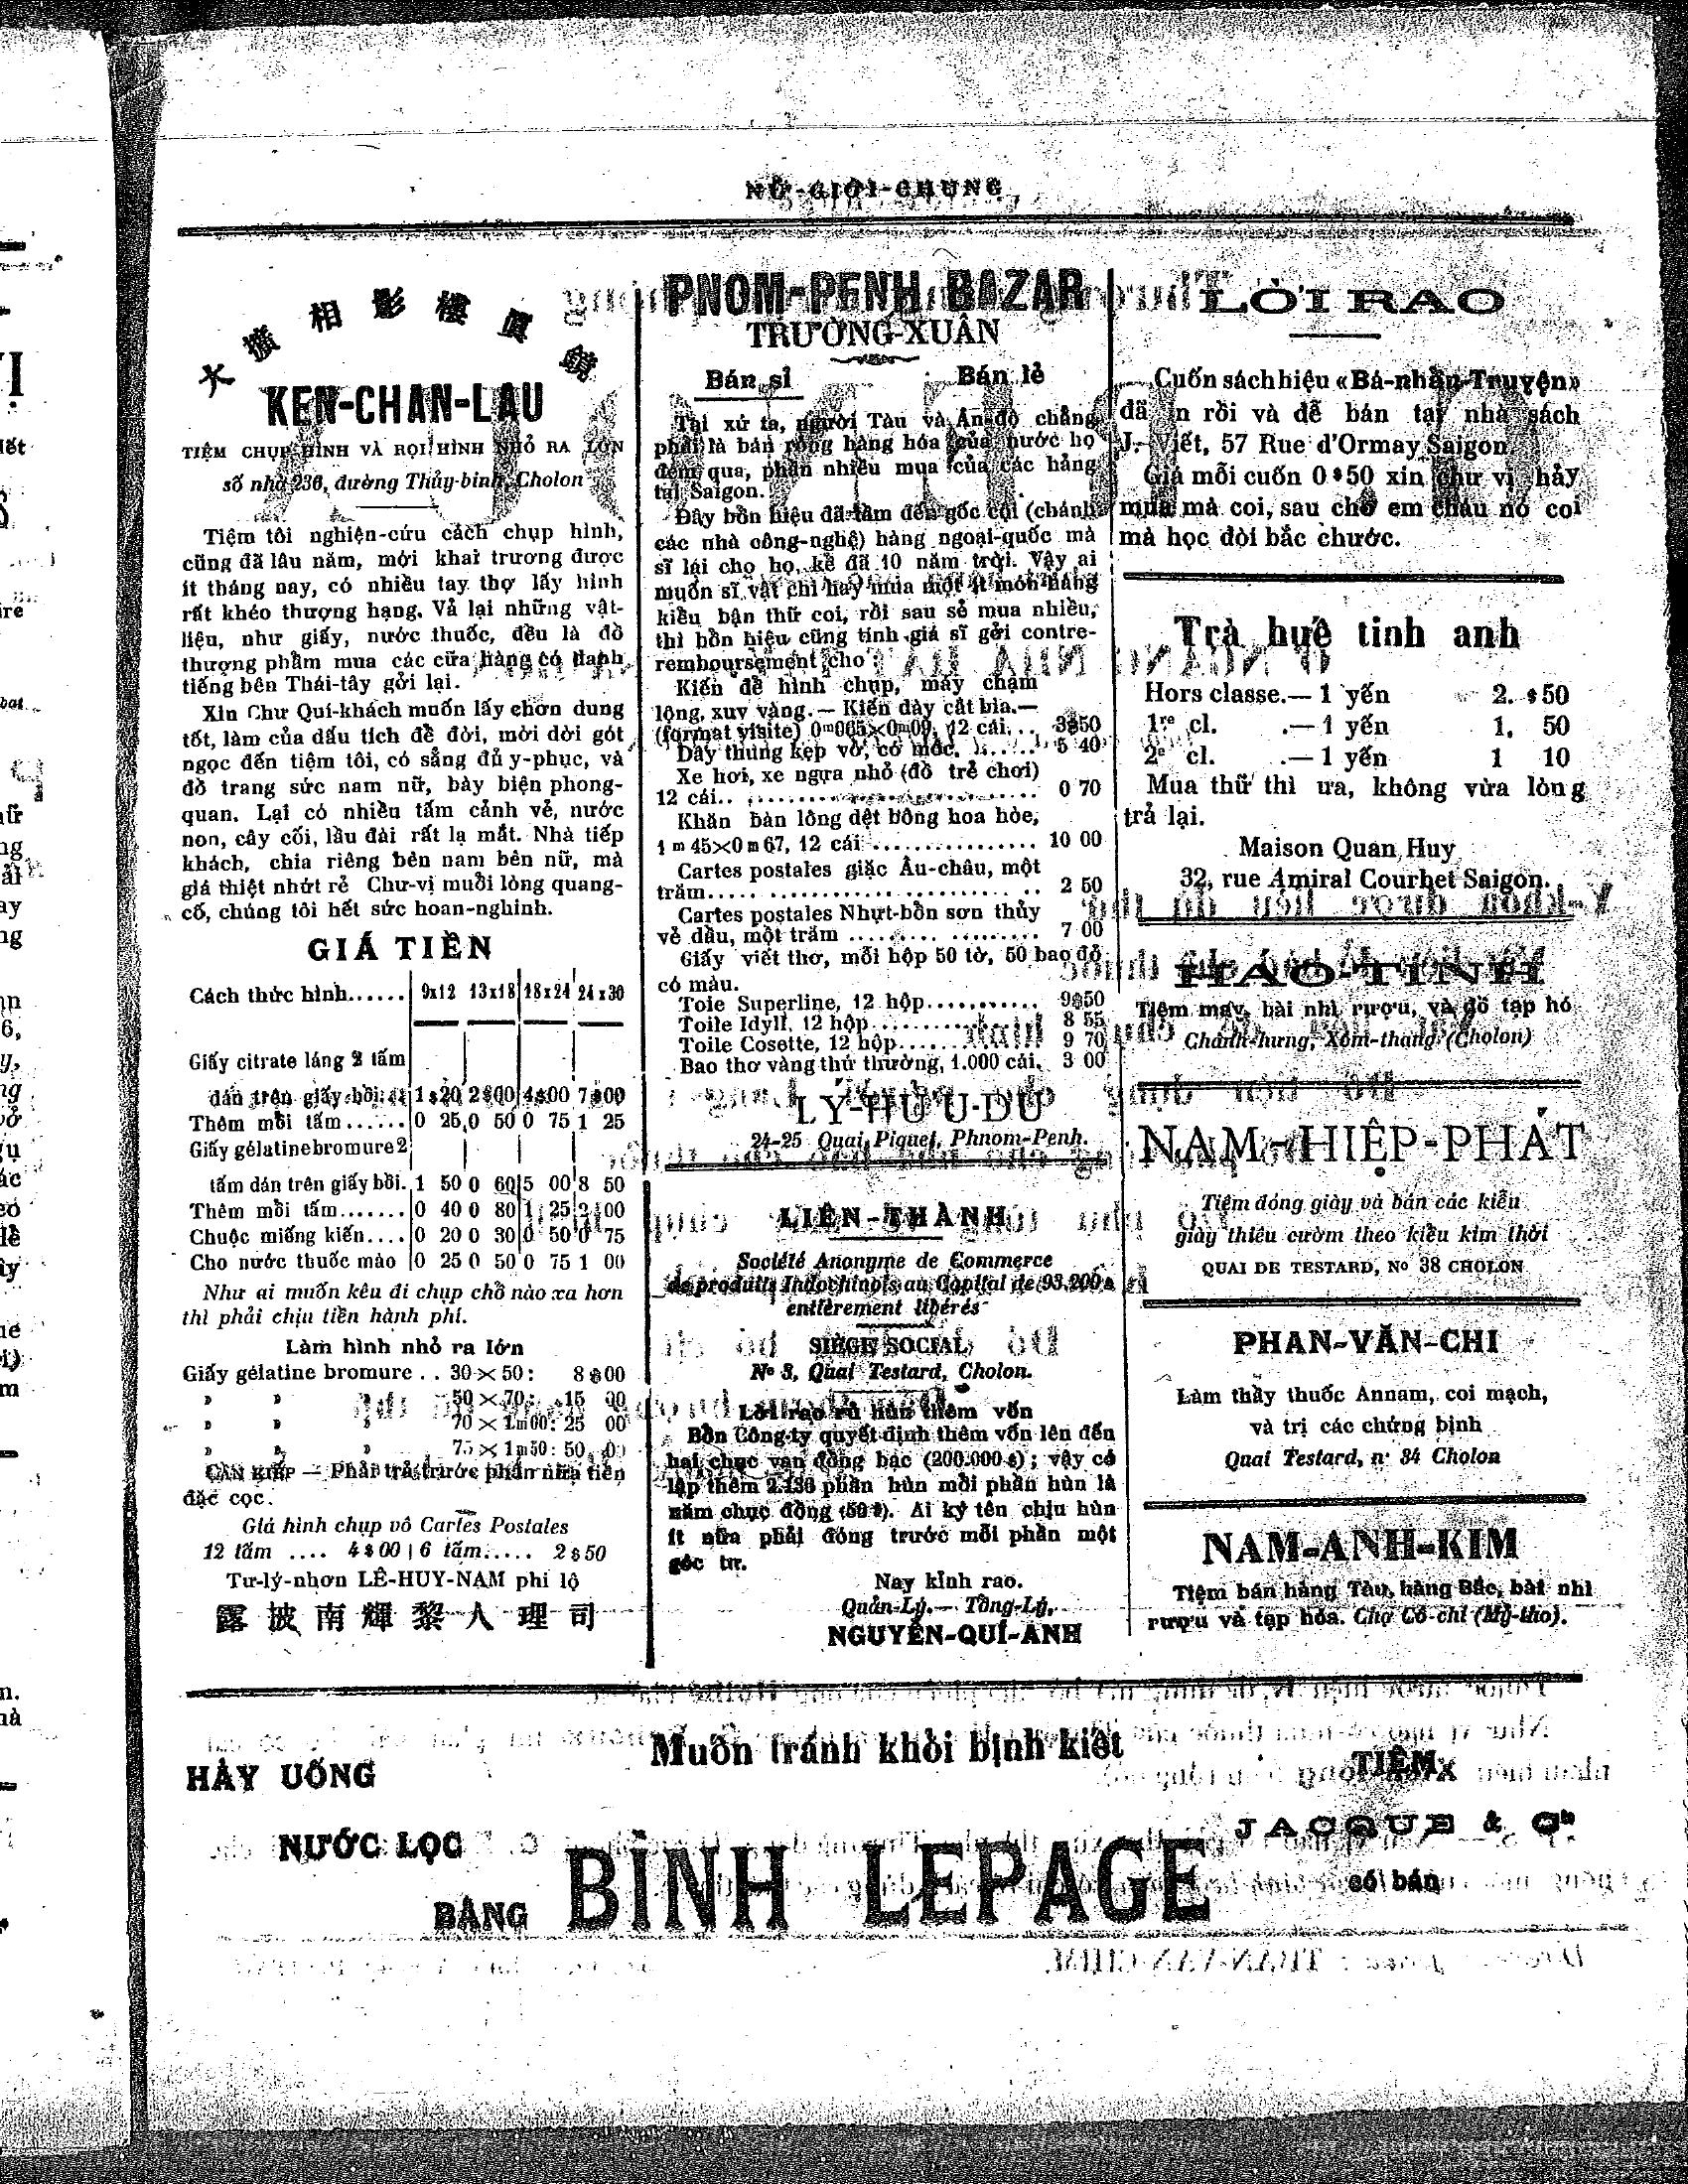 NỮ-GIỚI-CHUNG
大擴相影樓真鏡
KEN-CHAN-LAU
TIỆM CHỤP HÌNH VÀ RỌI HÌNH NHỎ RA LỚN
số nhà 236, đường Thủy-binh, Cholon
Tiệm tôi nghiện-cứu cách chụp hình,
cũng đã lâu năm, mới khai trương được
ít tháng nay, có nhiều tay thợ lấy hình
rất khéo thượng hạng. Vả lại những vật-
liệu, như giấy, nước thuốc, đều là đồ
thượng phẩm mua các cửa hàng có danh
tiếng bên Thái-tây gởi lại.
Xin Chư Quí-khách muốn lấy chơn dung
tốt, làm của dấu tích để đời, mời dời gót
ngọc đến tiệm tôi, có sẳng đủ y-phục, và
đồ trang sức nam nữ, bày biện phong-
quan. Lại có nhiều tấm cảnh vẻ, nước
non, cây cối, lầu đài rất lạ mắt. Nhà tiếp
khách, chia riêng bên nam bên nữ, mà
giá thiệt nhứt rẻ Chư-vị muồi lòng quang-
cố, chúng tôi hết sức hoan-nghinh.
GIÁ TIỀN
Cách thức hình...... 9x12 13x18 18x24 24x30
Giấy citrate láng 2 tấm
dán trên giấy bồi. 1$20 2$00 4$00 7$00
Thêm mỗi tấm...... 0 25 0 50 0 75 1 25
Giấy gélatine bromure 2
tấm dán trên giấy bồi. 1 50 0 60 5 00 8 50
Thêm mỗi tấm....... 0 40 0 80 1 25 2 00
Chuộc miếng kiến.... 0 20 0 30 0 50 0 75
Cho nước thuốc mào 0 25 0 50 0 75 1 00
Như ai muốn kêu đi chụp chỗ nào xa hơn
thì phải chịu tiền hành phí.
Làm hình nhỏ ra lớn
Giấy gélatine bromure .. 30 × 50: 8$00
» » » 50 × 70: 15 00
» » » 70 × 1m00: 25 00
» » » 75 × 1m50: 50 00
CẦN KIẾP — Phải trả trước phân nửa tiền
đặc cọc.
Giá hình chụp vô Cartes Postales
12 tấm .... 4$00 | 6 tấm..... 2$50
Tư-lý-nhơn LÊ-HUY-NAM phi lộ
露披南輝黎人理司
PNOM-PENH BAZAR
TRƯỜNG-XUÂN
Bán sỉ Bán lẻ
Tại xứ ta, người Tàu và Ấn-độ chẳng
phải là bán ròng hàng hóa của nước họ
đem qua, phần nhiều mua của các hảng
tại Saigon.
Đây bổn hiệu đã tầm đến gốc cội (chánh
các nhà công-nghệ) hàng ngoại-quốc mà
sĩ lại cho họ, kể đã 10 năm trời. Vậy ai
muốn sĩ vật chi hay mua một ít món hàng
kiểu bận thử coi, rồi sau sẻ mua nhiều,
thì bổn hiệu cũng tính giá sĩ gởi contre-
remboursement cho:
Kiến để hình chụp, máy chạm
lộng, xuy vàng.— Kiến dày cắt bìa.—
(format visite) 0m065×0m09, 12 cái... 3$50
Dây thung kẹp vớ, có móc. ....... 5 40
Xe hơi, xe ngựa nhỏ (đồ trẻ chơi)
12 cái.. ............................ 0 70
Khăn bàn lông dệt bông hoa hòe,
1m45×0m67, 12 cái................ 10 00
Cartes postales giặc Âu-châu, một
trăm................................ 2 50
Cartes postales Nhựt-bổn sơn thủy
vẻ dầu, một trăm .................. 7 00
Giấy viết thơ, mỗi hộp 50 tờ, 50 bao đỏ
có màu.
Toie Superline, 12 hộp........... 9$50
Toile Idyll, 12 hộp............... 8 55
Toile Cosette, 12 hộp............. 9 70
Bao thơ vàng thứ thường, 1.000 cái. 3 00
LÝ-HỮU-DƯ
24-25 Quai Piquet, Phnom-Penh.
LIÊN-THÀNH
Société Anonyme de Commerce
de produits Indochinois au Capital de 93.200$
entièrement libérés
SIÈGE SOCIAL
No 3, Quai Testard, Cholon.
Lời rao rủ hùn thêm vốn
Bổn Công-ty quyết định thêm vốn lên đến
hai chục vạn đồng bạc (200.000$); vậy có
lập thêm 2.136 phần hùn mỗi phần hùn là
năm chục đồng (50$). Ai ký tên chịu hùn
ít nữa phải đóng trước mỗi phần một
góc tư.
Nay kỉnh rao.
Quản-Lý.— Tổng-Lý,
NGUYỄN-QUÍ-ANH
LỜI RAO
Cuốn sách hiệu «Bá-nhẫn-Truyện»
đã in rồi và để bán tại nhà sách
J. Viết, 57 Rue d'Ormay Saigon
Giá mỗi cuốn 0$50 xin chư vị hảy
mua mà coi, sau cho em cháu nó coi
mà học đòi bắc chước.
Trà huế tinh anh
Hors classe.— 1 yến 2. $50
1re cl. .— 1 yến 1. 50
2e cl. .— 1 yến 1 10
Mua thử thì ưa, không vừa lòng
trả lại.
Maison Quan Huy
32, rue Amiral Courbet Saigon.
HÁO-TÍNH
Tiệm may, bài nhì rượu, và đồ tạp hó
Chánh-hưng, Xóm-thang (Cholon)
NAM-HIỆP-PHÁT
Tiệm đóng giày và bán các kiểu
giày thiêu cườm theo kiểu kim thời
QUAI DE TESTARD, No 38 CHOLON
PHAN-VĂN-CHI
Làm thầy thuốc Annam, coi mạch,
và trị các chứng bịnh
Quai Testard, n° 34 Cholon
NAM-ANH-KIM
Tiệm bán hàng Tàu, hàng Bắc, bài nhì
rượu và tạp hóa. Chợ Cô-chi (Mỹ-tho).
Muốn tránh khỏi bịnh kiết
HẢY UỐNG
NƯỚC LỌC
BẰNG BÌNH LEPAGE
TIỆM
JACQUE & Cie
có bán